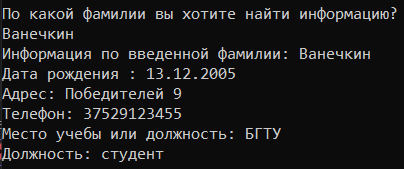 По какой фамилии вы хотите найти информацию?
Ванечкин
Информация по введенной фамилии: Ванечкин
Дата рождения : 13.12.2005
Адрес: Победителей 9
Телефон: 37529123455
Место учебы или должность: БГТУ
Должность: студент